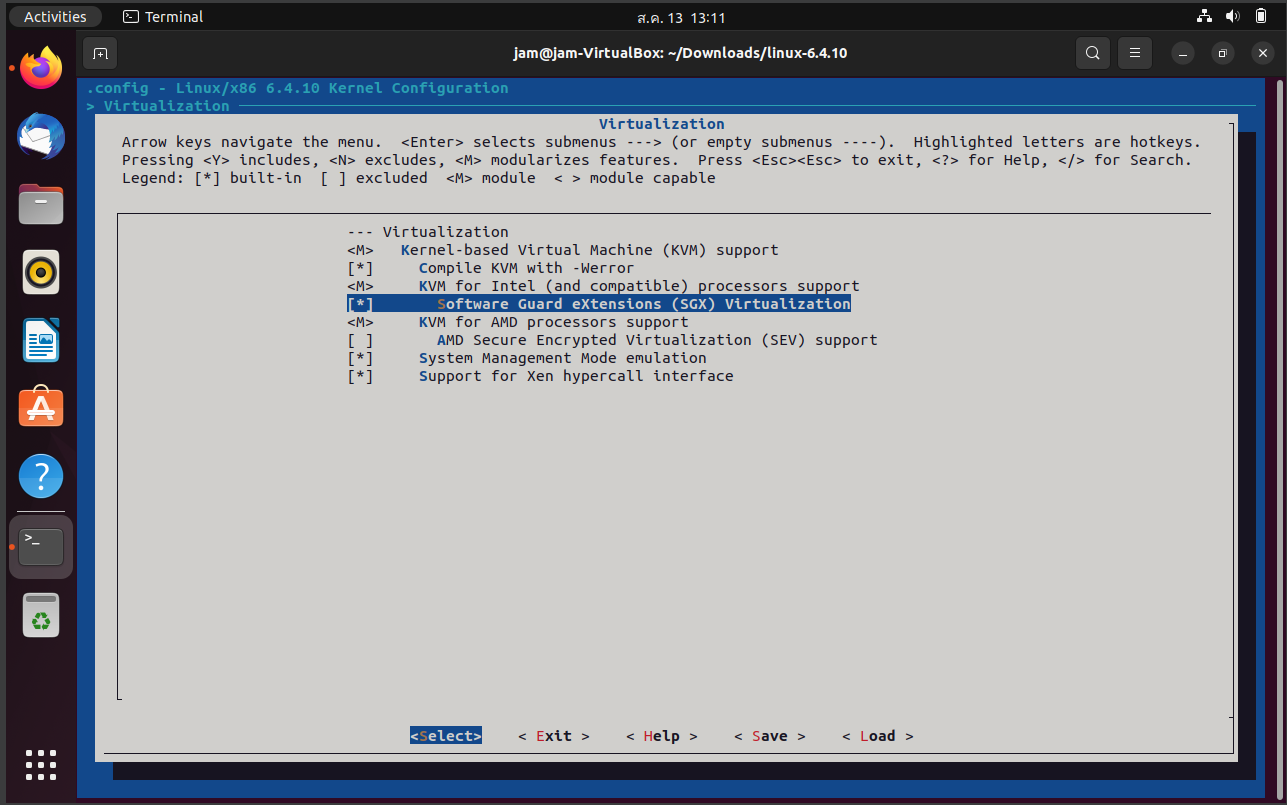 Activities Terminal ส.ค. 13 13:11
jam@jam-VirtualBox: ~/Downloads/linux-6.4.10
.config - Linux/x86 6.4.10 Kernel Configuration
> Virtualization
Virtualization
Arrow keys navigate the menu.  <Enter> selects submenus ---> (or empty submenus ----).  Highlighted letters are hotkeys.
Pressing <Y> includes, <N> excludes, <M> modularizes features.  Press <Esc><Esc> to exit, <?> for Help, </> for Search.
Legend: [*] built-in  [ ] excluded  <M> module  < > module capable
--- Virtualization
<M>   Kernel-based Virtual Machine (KVM) support
[*]     Compile KVM with -Werror
<M>     KVM for Intel (and compatible) processors support
[*]       Software Guard eXtensions (SGX) Virtualization
<M>     KVM for AMD processors support
[ ]       AMD Secure Encrypted Virtualization (SEV) support
[*]     System Management Mode emulation
[*]     Support for Xen hypercall interface
<Select>    < Exit >    < Help >    < Save >    < Load >